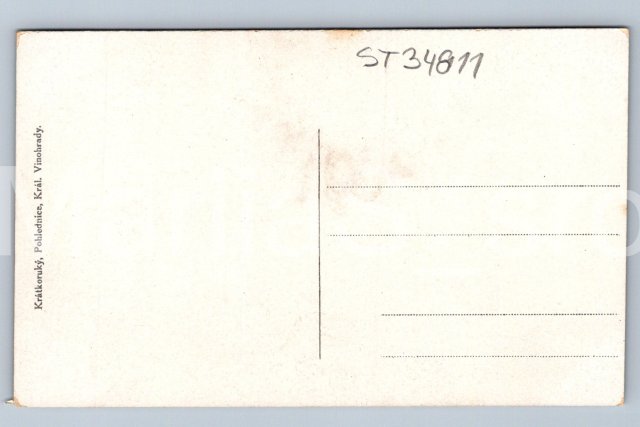 ST34811
Krátkoruký, Pohlednice, Král. Vinohrady.